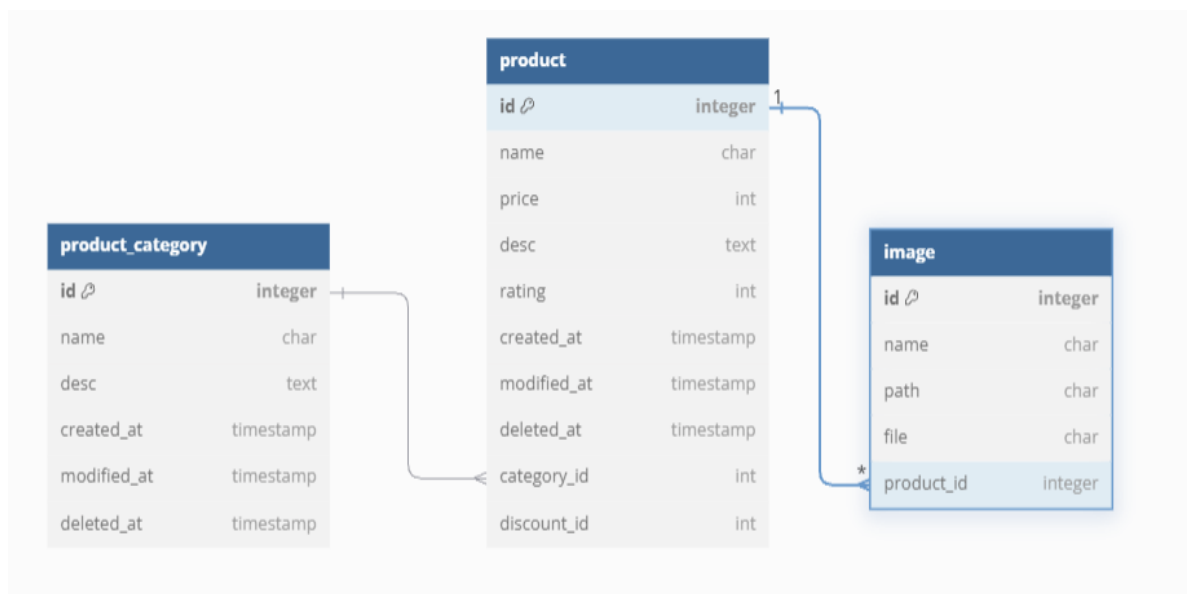 product_category
id integer
name char
desc text
created_at timestamp
modified_at timestamp
deleted_at timestamp
product
id integer
name char
price int
desc text
rating int
created_at timestamp
modified_at timestamp
deleted_at timestamp
category_id int
discount_id int
1
*
image
id integer
name char
path char
file char
product_id integer